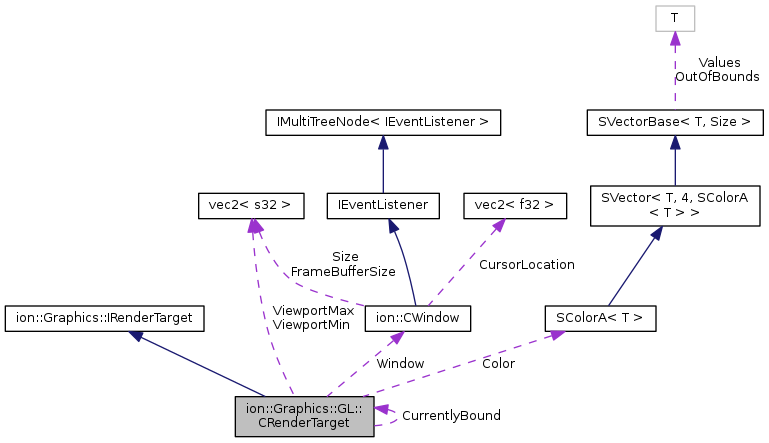 T
Values
OutOfBounds
IMultiTreeNode< IEventListener >
SVectorBase< T, Size >
vec2< s32 >
IEventListener
vec2< f32 >
SVector< T, 4, SColorA
< T > >
Size
FrameBufferSize
CursorLocation
ion::Graphics::IRenderTarget
ViewportMax
ViewportMin
ion::CWindow
SColorA< T >
Window
Color
ion::Graphics::GL::
CRenderTarget
CurrentlyBound